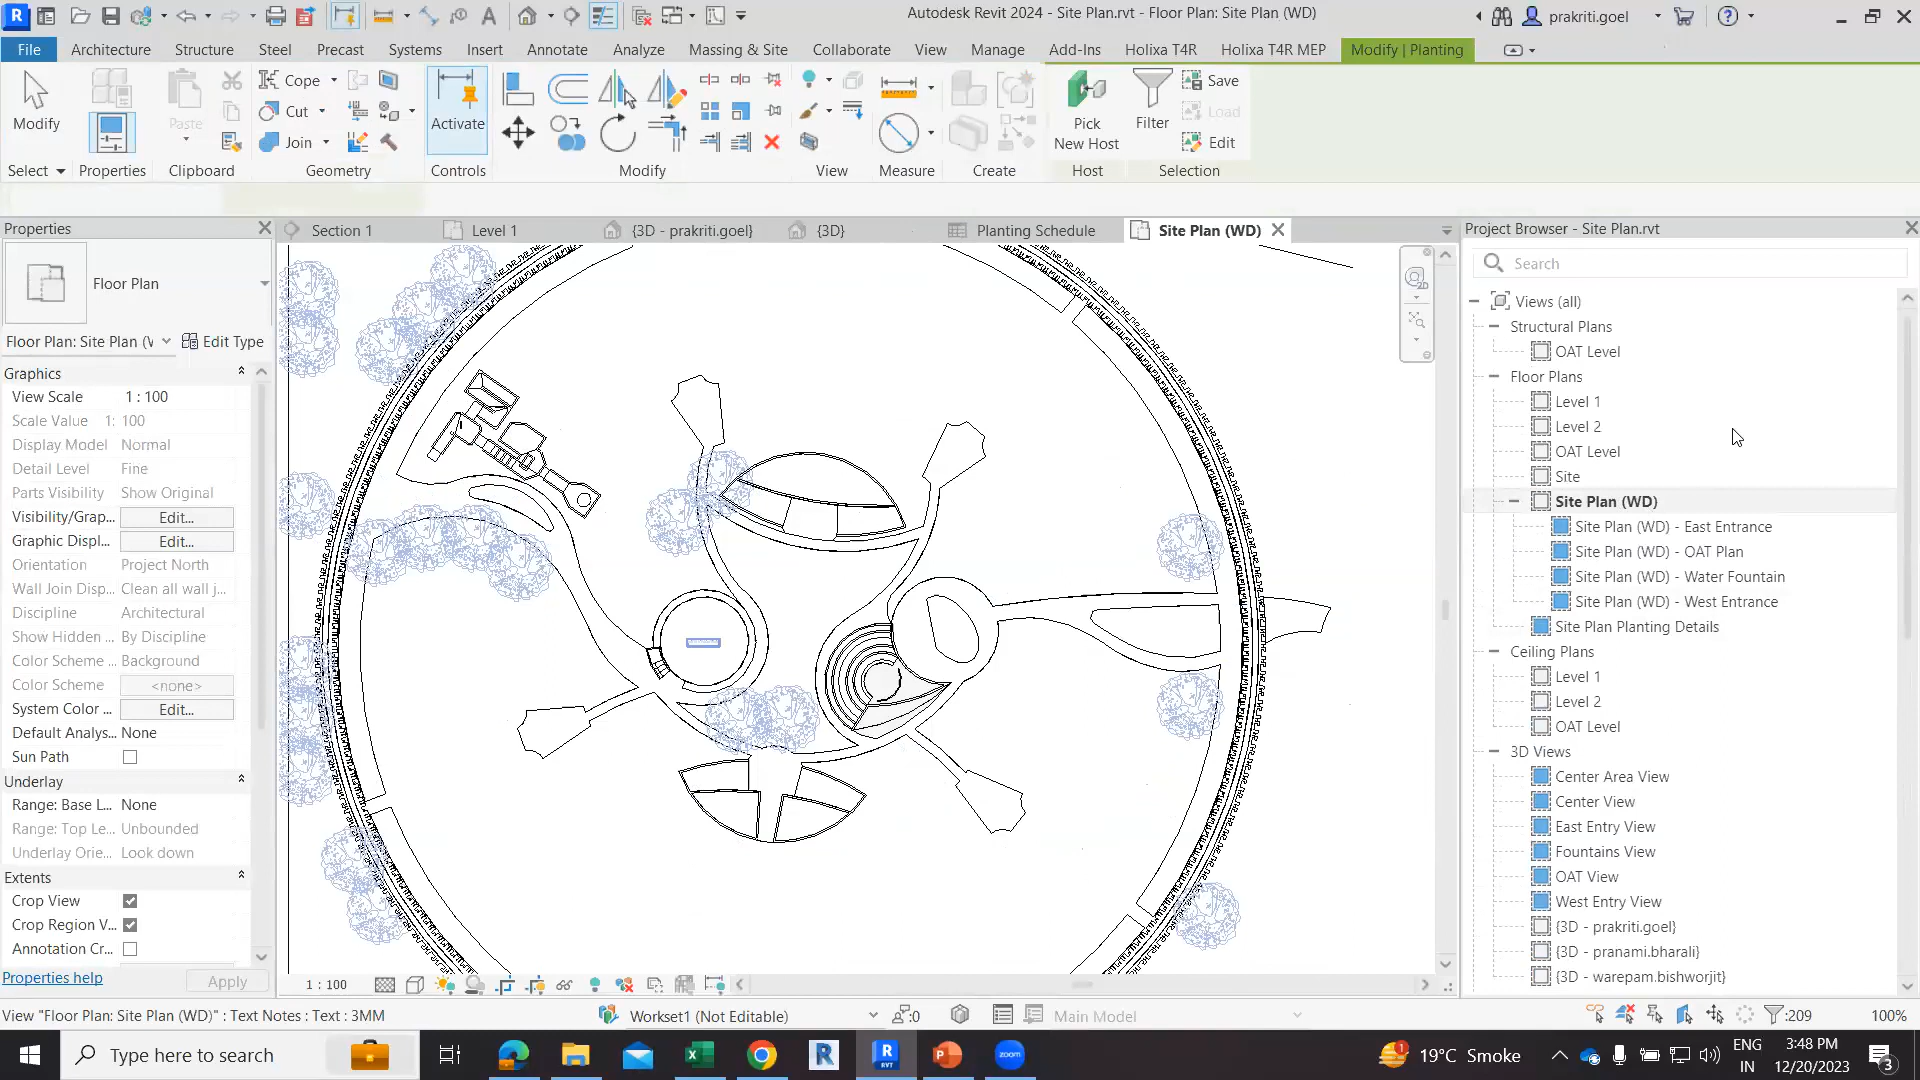 Autodesk Revit 2024 - Site Plan.rvt - Floor Plan: Site Plan (WD)
prakriti.goel
File Architecture Structure Steel Precast Systems Insert Annotate Analyze Massing & Site Collaborate View Manage Add-Ins Holixa T4R Holixa T4R MEP Modify | Planting
Modify
Paste
Cope
Cut
Join
Activate
Pick
New Host
Filter
Save
Load
Edit
Select Properties Clipboard Geometry Controls Modify View Measure Create Host Selection
Properties
Section 1 Level 1 {3D - prakriti.goel} {3D} Planting Schedule Site Plan (WD)
Project Browser - Site Plan.rvt
Search
Floor Plan
Floor Plan: Site Plan (V Edit Type
Graphics
View Scale 1 : 100
Scale Value 1: 100
Display Model Normal
Detail Level Fine
Parts Visibility Show Original
Visibility/Grap... Edit...
Graphic Displ... Edit...
Orientation Project North
Wall Join Disp... Clean all wall j...
Discipline Architectural
Show Hidden ... By Discipline
Color Scheme ... Background
Color Scheme <none>
System Color ... Edit...
Default Analys... None
Sun Path
Underlay
Range: Base L... None
Range: Top Le... Unbounded
Underlay Orie... Look down
Extents
Crop View
Crop Region V...
Annotation Cr...
Properties help Apply
Views (all)
Structural Plans
OAT Level
Floor Plans
Level 1
Level 2
OAT Level
Site
Site Plan (WD)
Site Plan (WD) - East Entrance
Site Plan (WD) - OAT Plan
Site Plan (WD) - Water Fountain
Site Plan (WD) - West Entrance
Site Plan Planting Details
Ceiling Plans
Level 1
Level 2
OAT Level
3D Views
Center Area View
Center View
East Entry View
Fountains View
OAT View
West Entry View
{3D - prakriti.goel}
{3D - pranami.bharali}
{3D - warepam.bishworjit}
1 : 100
View "Floor Plan: Site Plan (WD)" : Text Notes : Text : 3MM
Workset1 (Not Editable)
:0
Main Model
:209
100%
Type here to search
zoom
19°C Smoke
ENG
IN
3:48 PM
12/20/2023
3